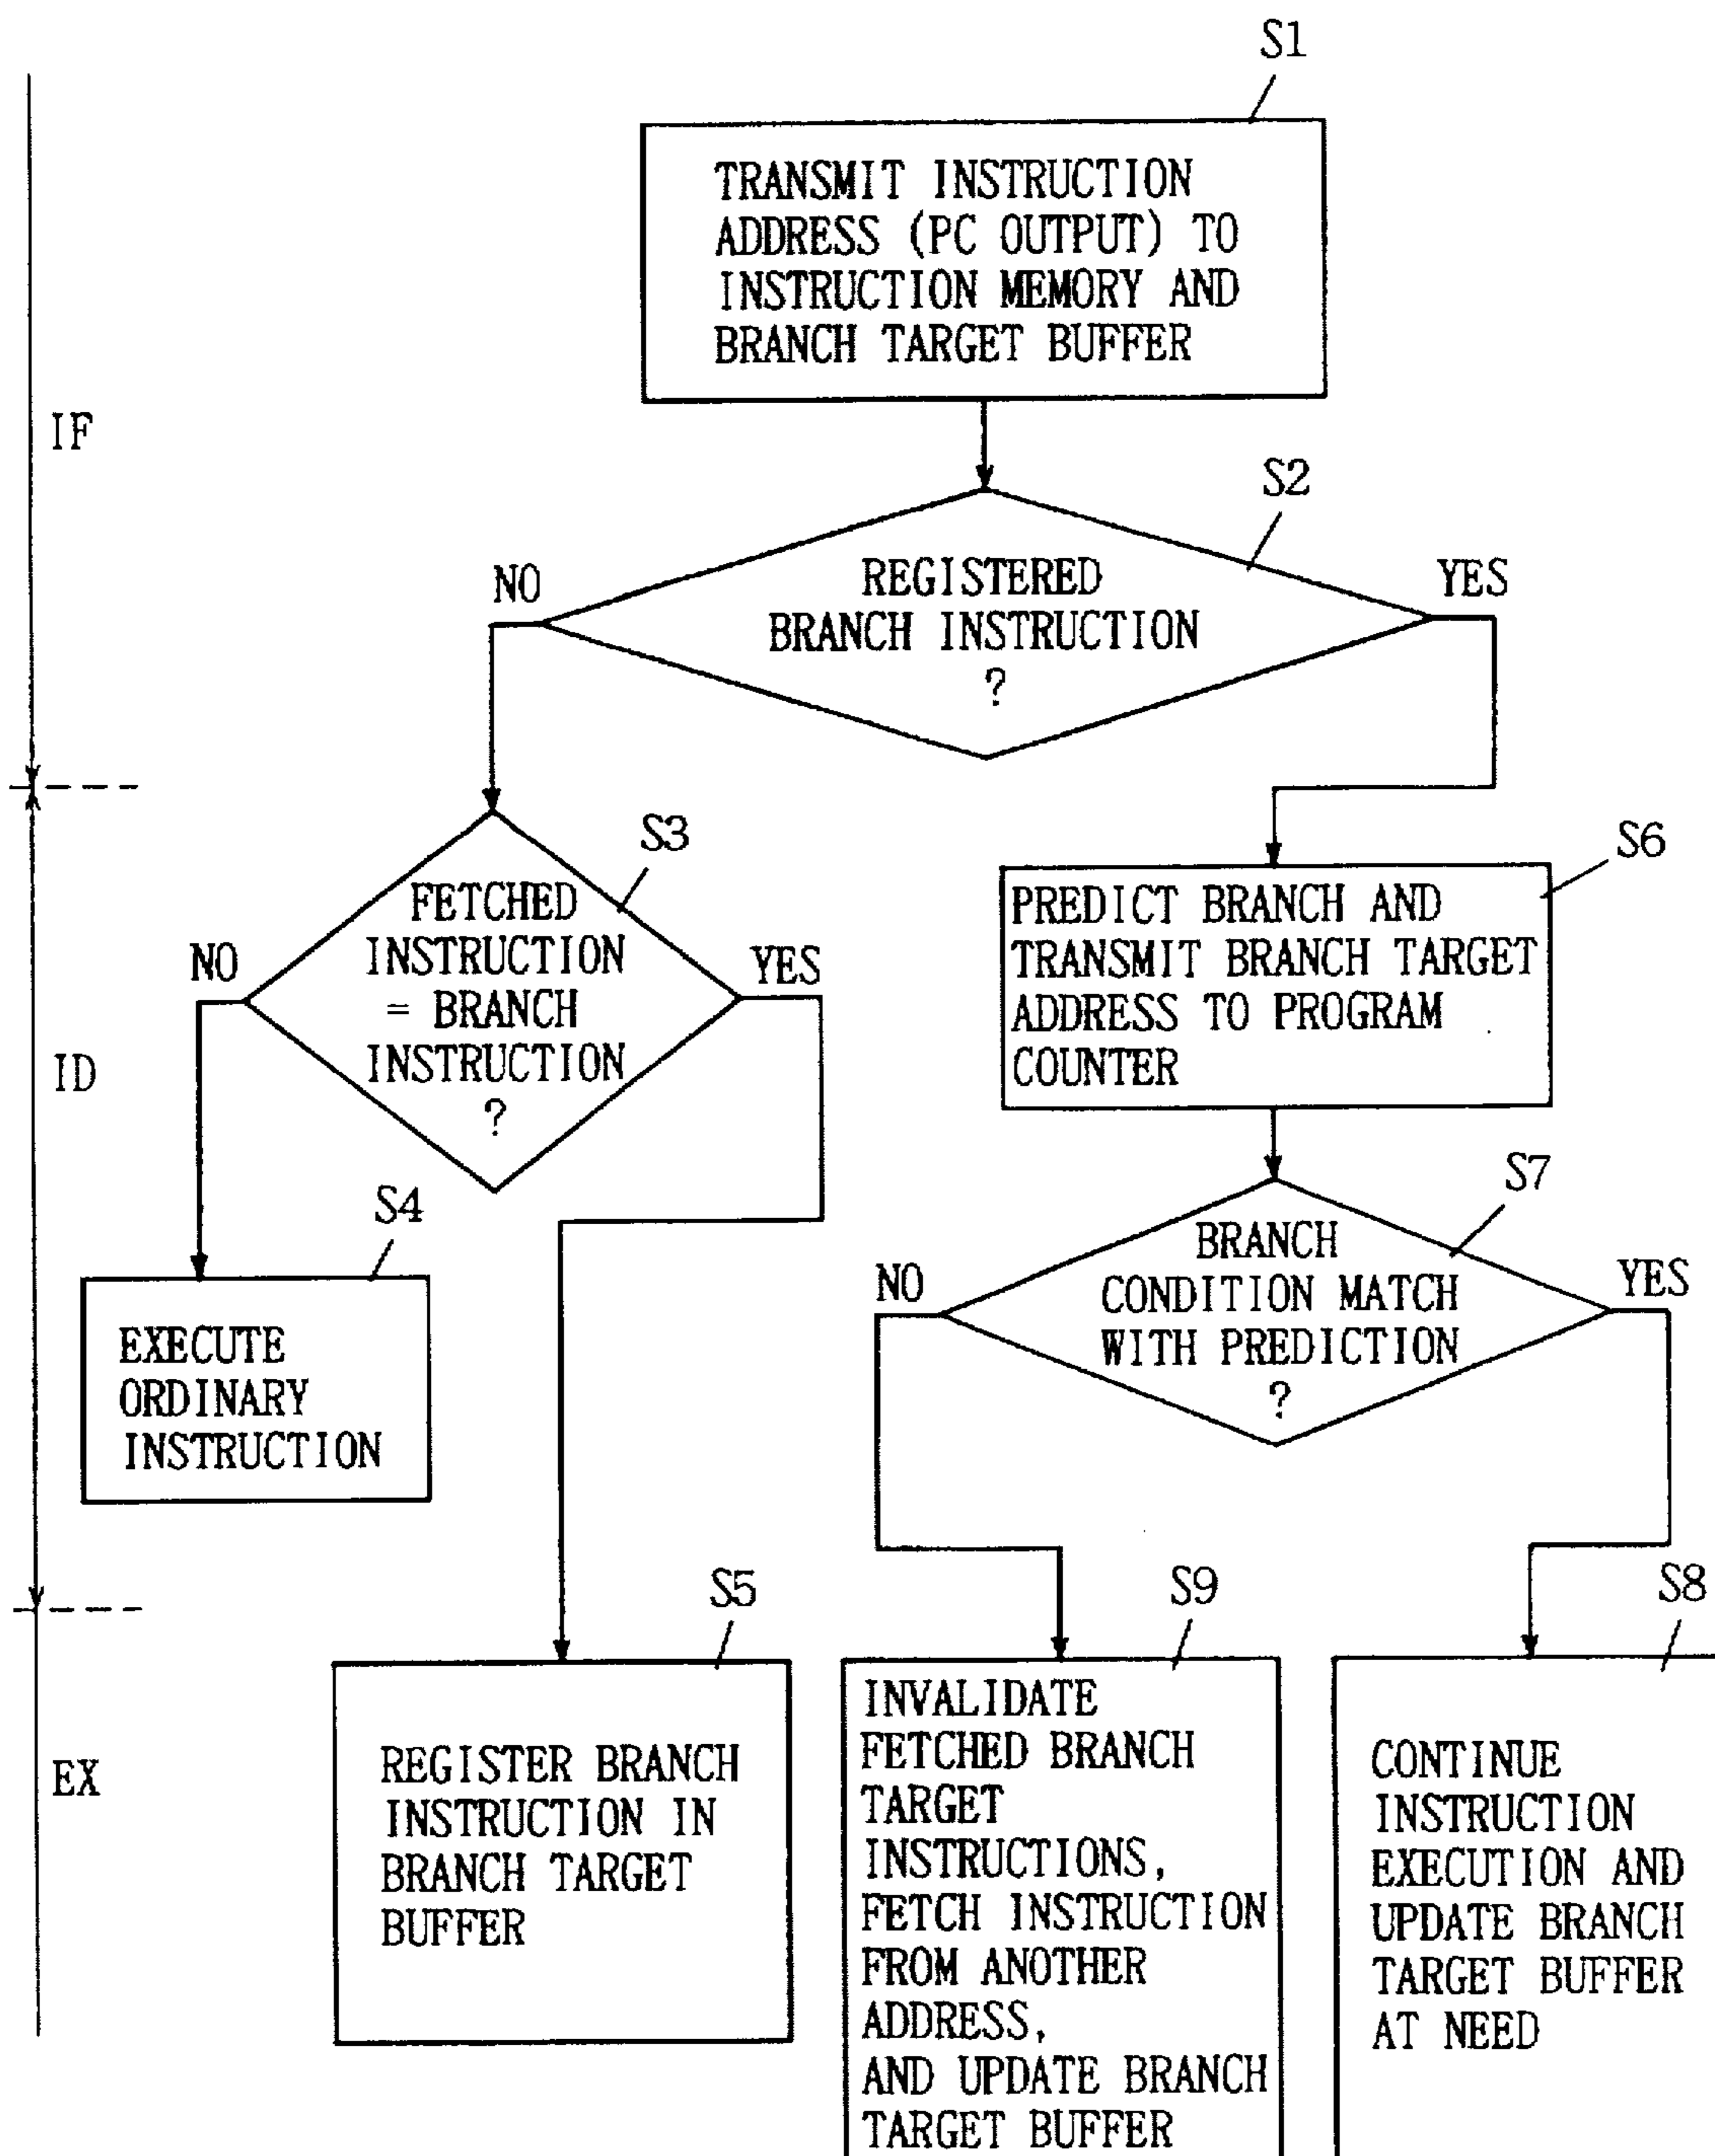 S1
TRANSMIT INSTRUCTION
ADDRESS (PC OUTPUT) TO
INSTRUCTION MEMORY AND
BRANCH TARGET BUFFER
IF
S2
NO
REGISTERED
BRANCH INSTRUCTION
?
YES
S3
FETCHED
INSTRUCTION
= BRANCH
INSTRUCTION
?
NO
YES
S6
PREDICT BRANCH AND
TRANSMIT BRANCH TARGET
ADDRESS TO PROGRAM
COUNTER
ID
S4
EXECUTE
ORDINARY
INSTRUCTION
S7
BRANCH
CONDITION MATCH
WITH PREDICTION
?
NO
YES
S5
REGISTER BRANCH
INSTRUCTION IN
BRANCH TARGET
BUFFER
S9
INVALIDATE
FETCHED BRANCH
TARGET
INSTRUCTIONS,
FETCH INSTRUCTION
FROM ANOTHER
ADDRESS,
AND UPDATE BRANCH
TARGET BUFFER
S8
CONTINUE
INSTRUCTION
EXECUTION AND
UPDATE BRANCH
TARGET BUFFER
AT NEED
EX